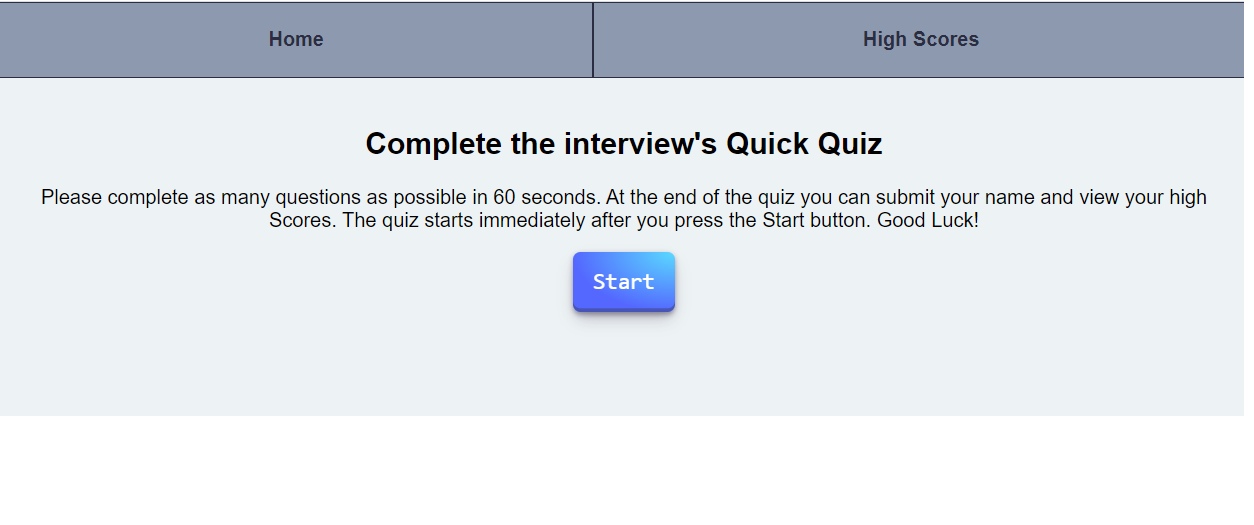 Home
High Scores
Complete the interview's Quick Quiz
Please complete as many questions as possible in 60 seconds. At the end of the quiz you can submit your name and view your high
Scores. The quiz starts immediately after you press the Start button. Good Luck!
Start